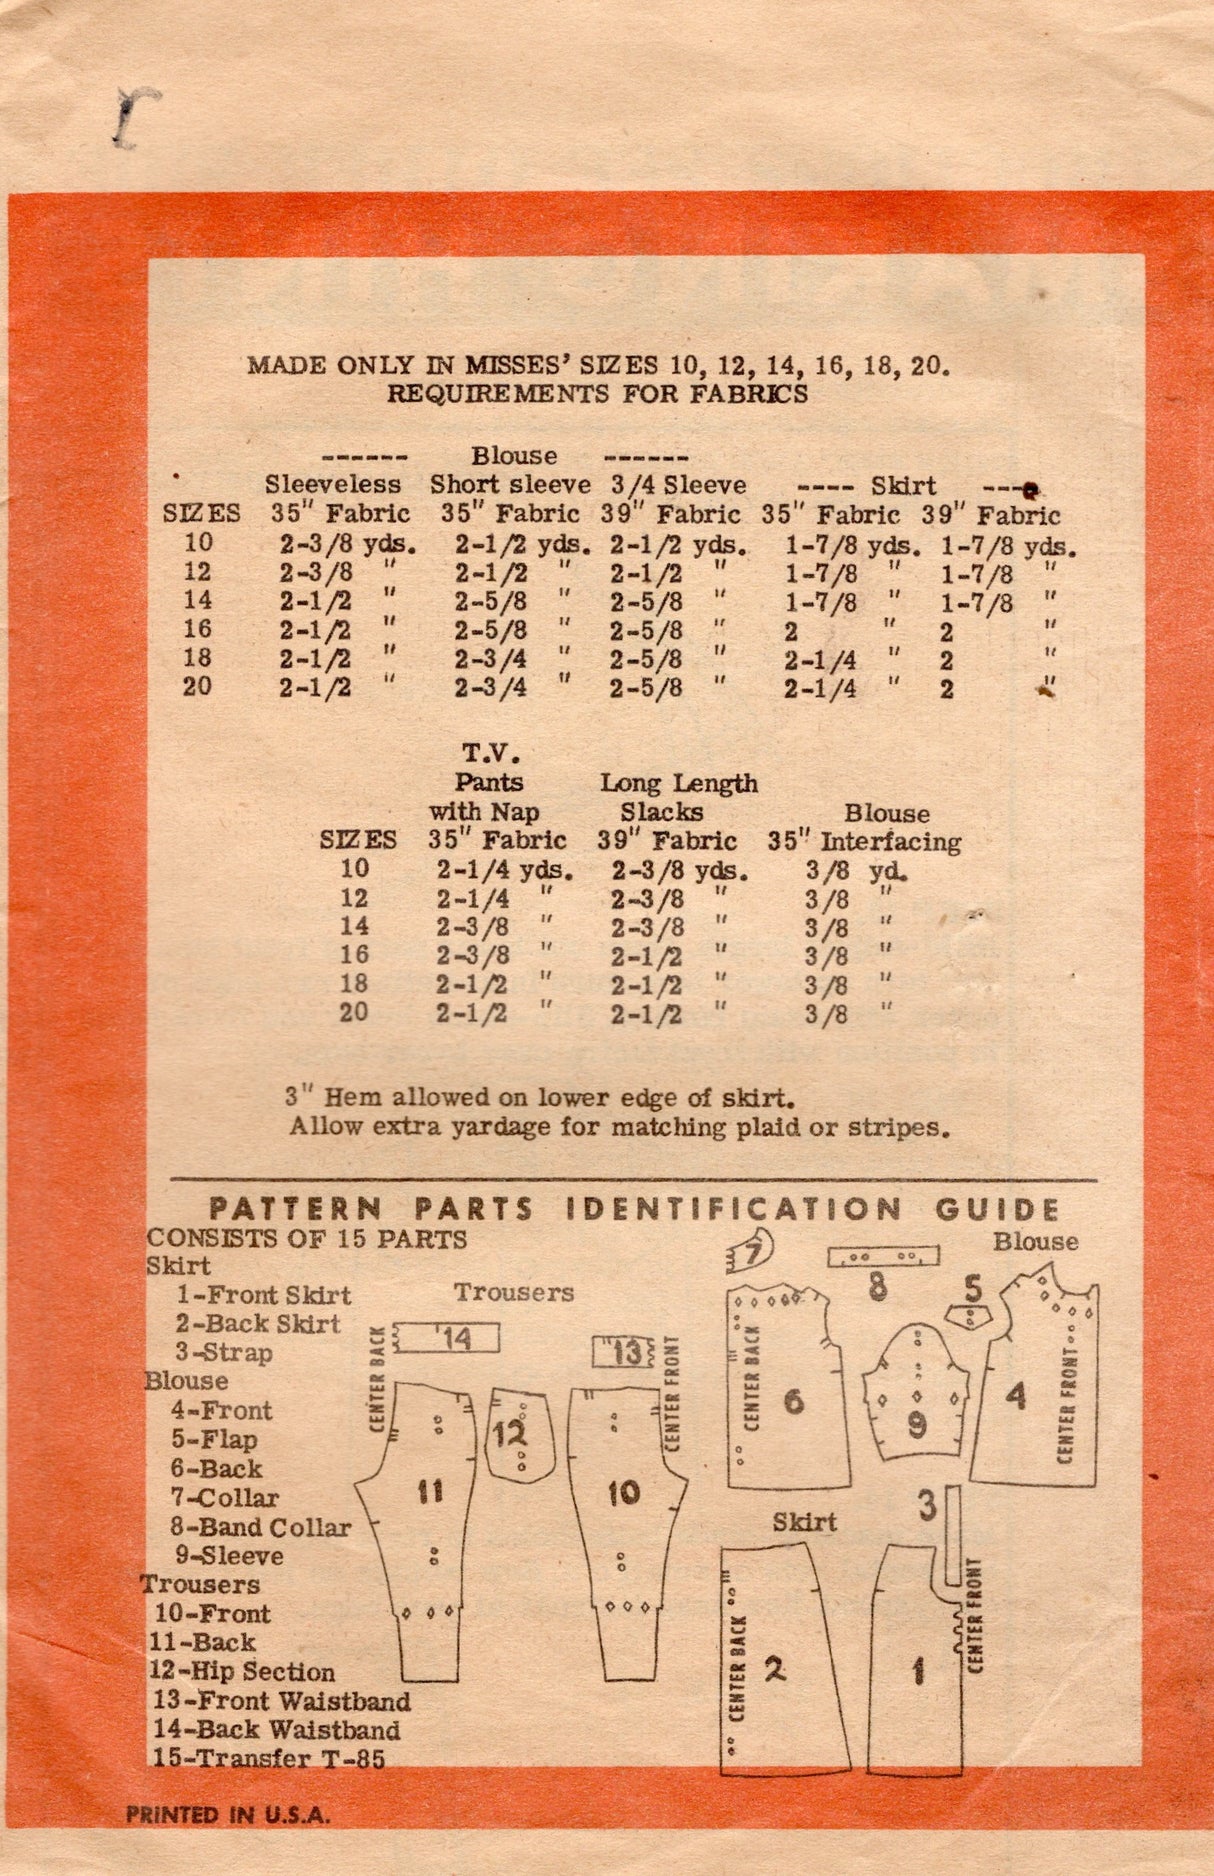 MADE ONLY IN MISSES' SIZES 10, 12, 14, 16, 18, 20.
REQUIREMENTS FOR FABRICS
------ Blouse ------
Sleeveless Short sleeve 3/4 Sleeve ---- Skirt ---
SIZES 35" Fabric 35" Fabric 39" Fabric 35" Fabric 39" Fabric
10 2-3/8 yds. 2-1/2 yds. 2-1/2 yds. 1-7/8 yds. 1-7/8 yds.
12 2-3/8 " 2-1/2 " 2-1/2 " 1-7/8 " 1-7/8 "
14 2-1/2 " 2-5/8 " 2-5/8 " 1-7/8 " 1-7/8 "
16 2-1/2 " 2-5/8 " 2-5/8 " 2 " 2 "
18 2-1/2 " 2-3/4 " 2-5/8 " 2-1/4 " 2 "
20 2-1/2 " 2-3/4 " 2-5/8 " 2-1/4 " 2 "
T.V.
Pants Long Length
with Nap Slacks Blouse
SIZES 35" Fabric 39" Fabric 35" Interfacing
10 2-1/4 yds. 2-3/8 yds. 3/8 yd.
12 2-1/4 " 2-3/8 " 3/8 "
14 2-3/8 " 2-3/8 " 3/8 "
16 2-3/8 " 2-1/2 " 3/8 "
18 2-1/2 " 2-1/2 " 3/8 "
20 2-1/2 " 2-1/2 " 3/8 "
3" Hem allowed on lower edge of skirt.
Allow extra yardage for matching plaid or stripes.
PATTERN PARTS IDENTIFICATION GUIDE
CONSISTS OF 15 PARTS
Skirt
1-Front Skirt
2-Back Skirt
3-Strap
Blouse
4-Front
5-Flap
6-Back
7-Collar
8-Band Collar
9-Sleeve
Trousers
10-Front
11-Back
12-Hip Section
13-Front Waistband
14-Back Waistband
15-Transfer T-85
Trousers
14
13
CENTER BACK
CENTER FRONT
11
12
10
Blouse
7
8
5
CENTER BACK
6
9
4
CENTER FRONT
Skirt
3
CENTER BACK
2
1
CENTER FRONT
PRINTED IN U.S.A.